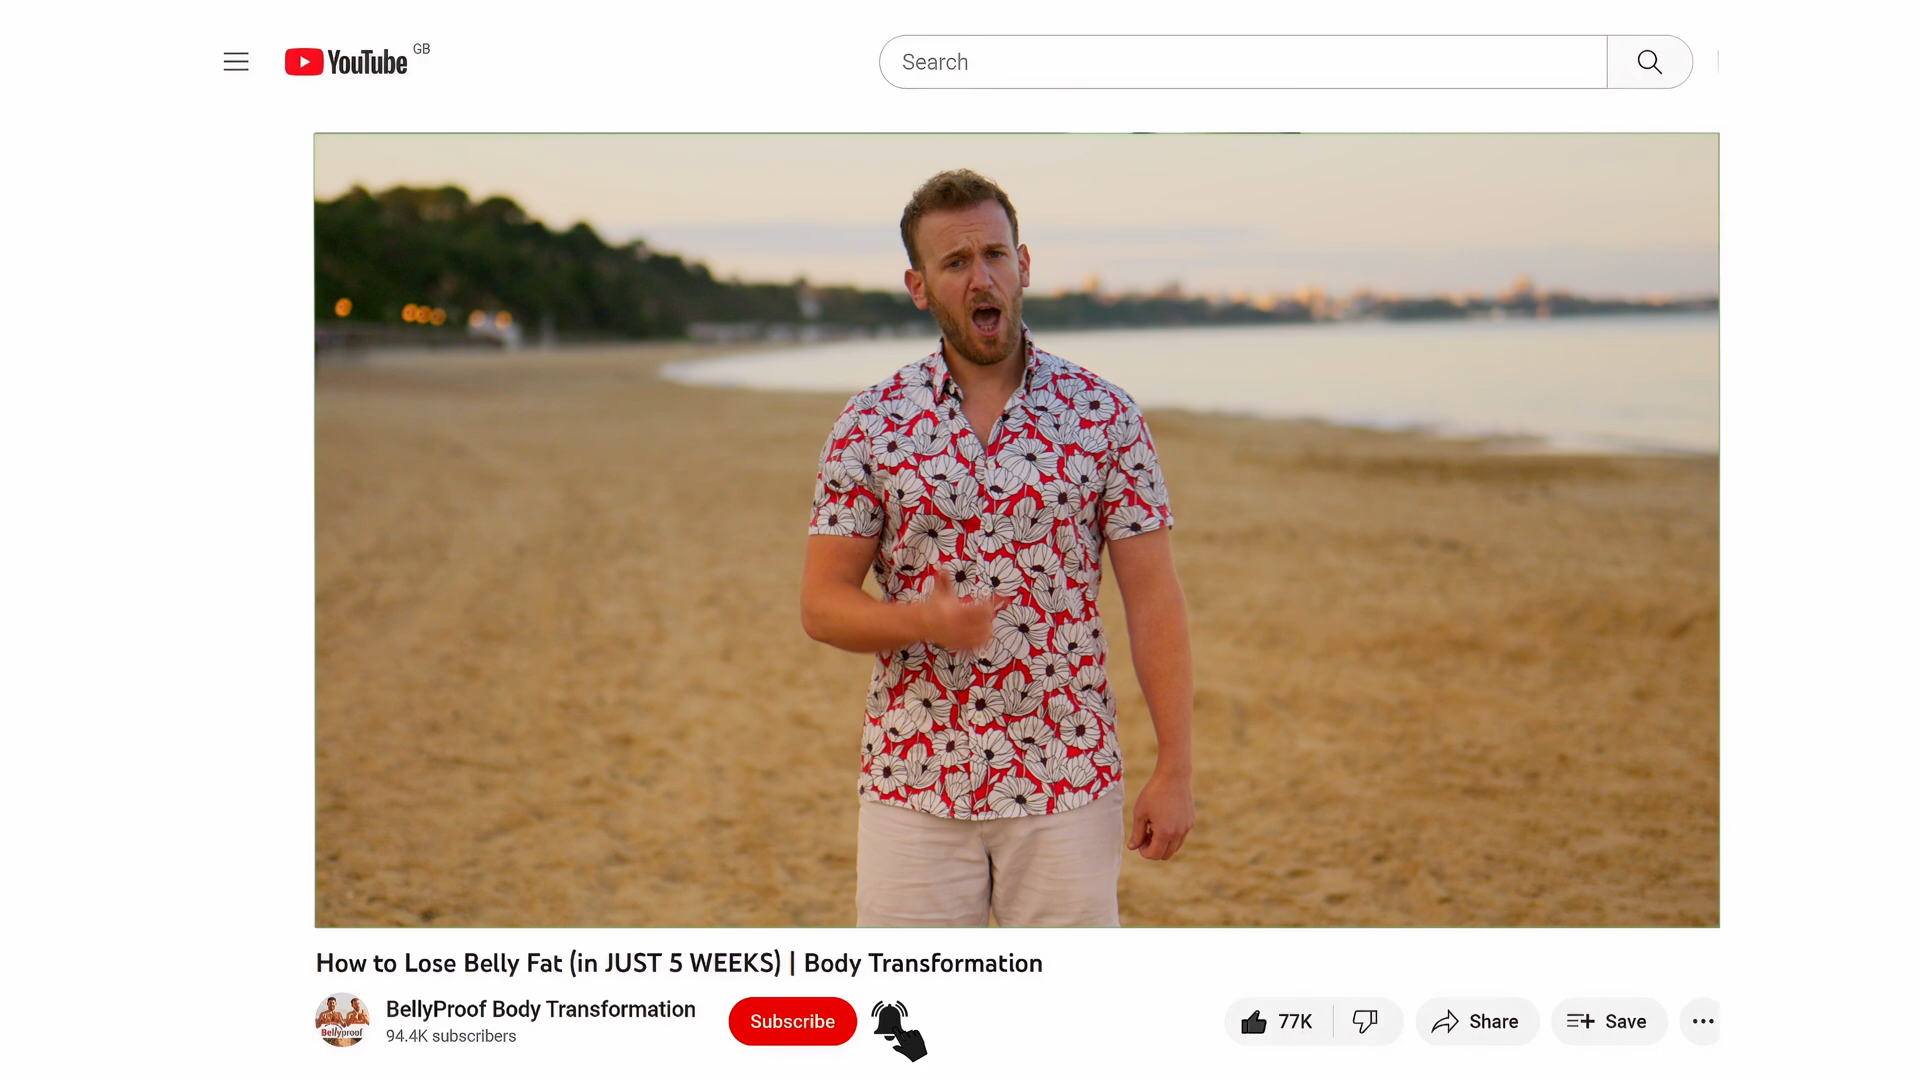 YouTube GB
Search
How to Lose Belly Fat (in JUST 5 WEEKS) | Body Transformation
BellyProof Body Transformation
94.4K subscribers
Bellyproof
Subscribe
77K
Share
Save